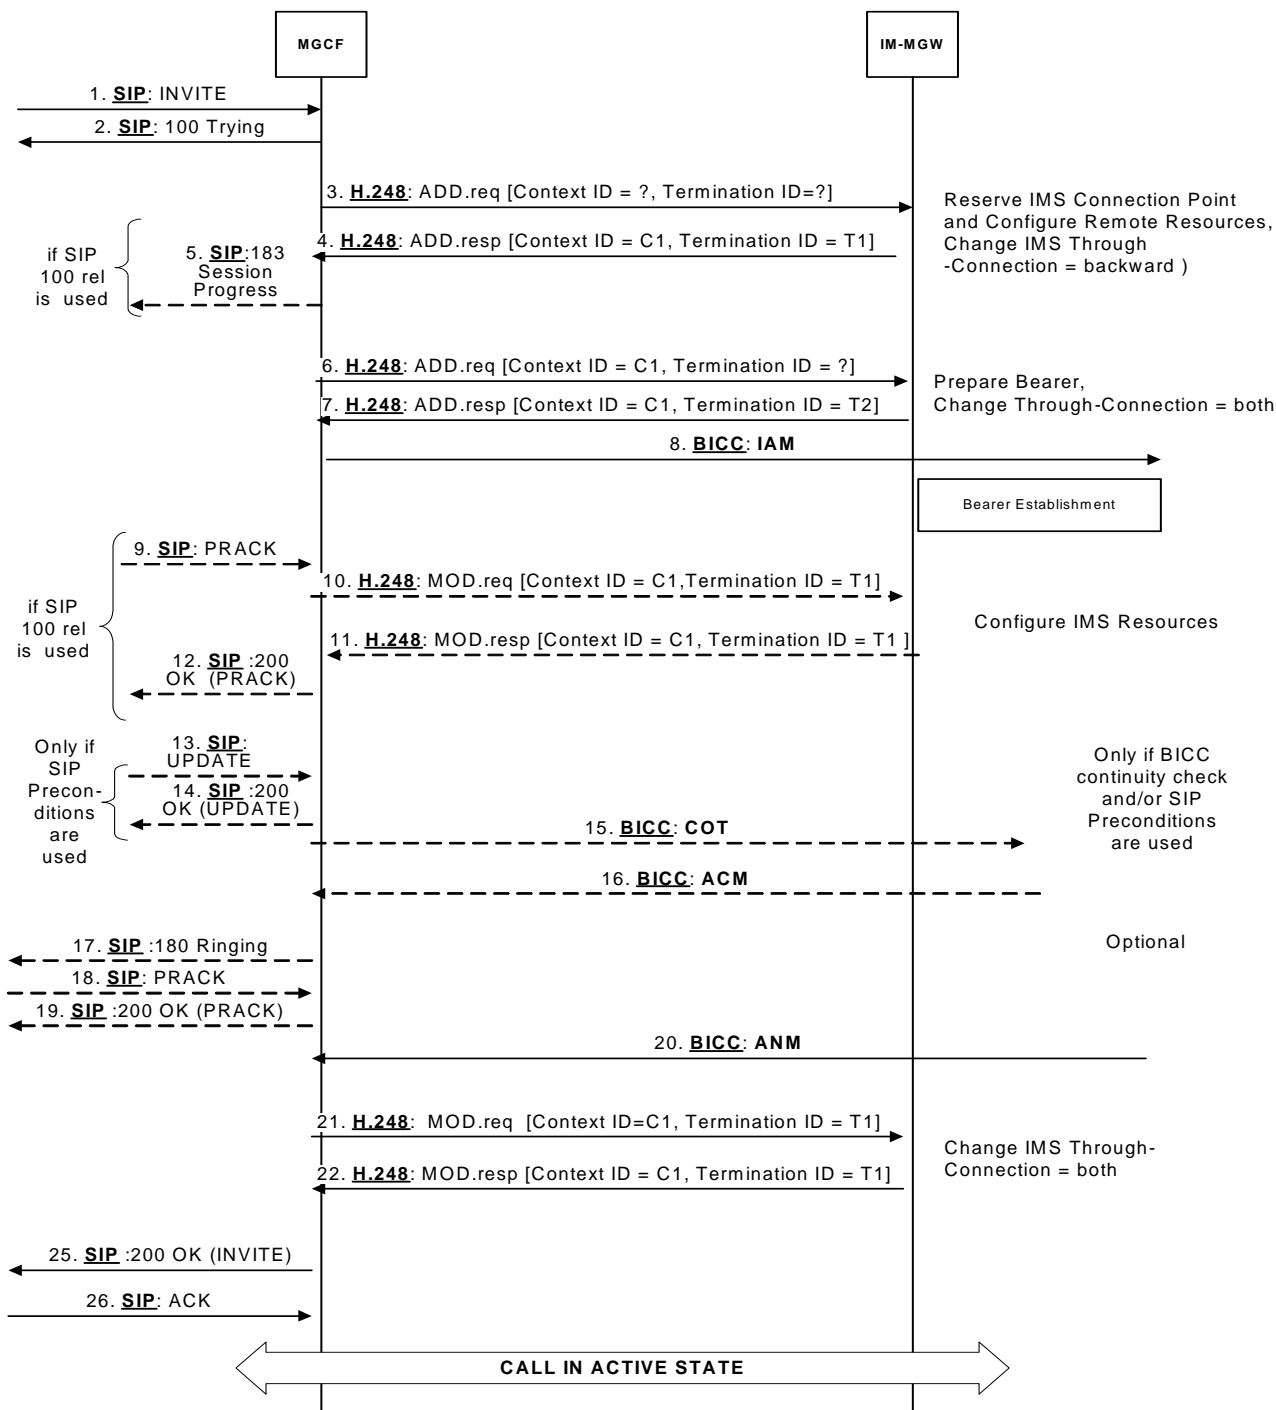 MGCF
IM-MGW
1. SIP: INVITE
2. SIP: 100 Trying
3. H.248: ADD.req [Context ID = ?, Termination ID=?]
Reserve IMS Connection Point
and Configure Remote Resources,
Change IMS Through
-Connection = backward )
4. H.248: ADD.resp [Context ID = C1, Termination ID = T1]
if SIP
100 rel
is used
5. SIP:183
Session
Progress
6. H.248: ADD.req [Context ID = C1, Termination ID = ?]
Prepare Bearer,
Change Through-Connection = both
7. H.248: ADD.resp [Context ID = C1, Termination ID = T2]
8. BICC: IAM
Bearer Establishment
9. SIP: PRACK
10. H.248: MOD.req [Context ID = C1,Termination ID = T1]
if SIP
100 rel
is used
Configure IMS Resources
11. H.248: MOD.resp [Context ID = C1, Termination ID = T1 ]
12. SIP :200
OK (PRACK)
Only if
SIP
Precon-
ditions
are
used
13. SIP:
UPDATE
14. SIP :200
OK (UPDATE)
Only if BICC
continuity check
and/or SIP
Preconditions
are used
15. BICC: COT
16. BICC: ACM
17. SIP :180 Ringing
Optional
18. SIP: PRACK
19. SIP :200 OK (PRACK)
20. BICC: ANM
21. H.248: MOD.req [Context ID=C1, Termination ID = T1]
Change IMS Through-
Connection = both
22. H.248: MOD.resp [Context ID = C1, Termination ID = T1]
25. SIP :200 OK (INVITE)
26. SIP: ACK
CALL IN ACTIVE STATE